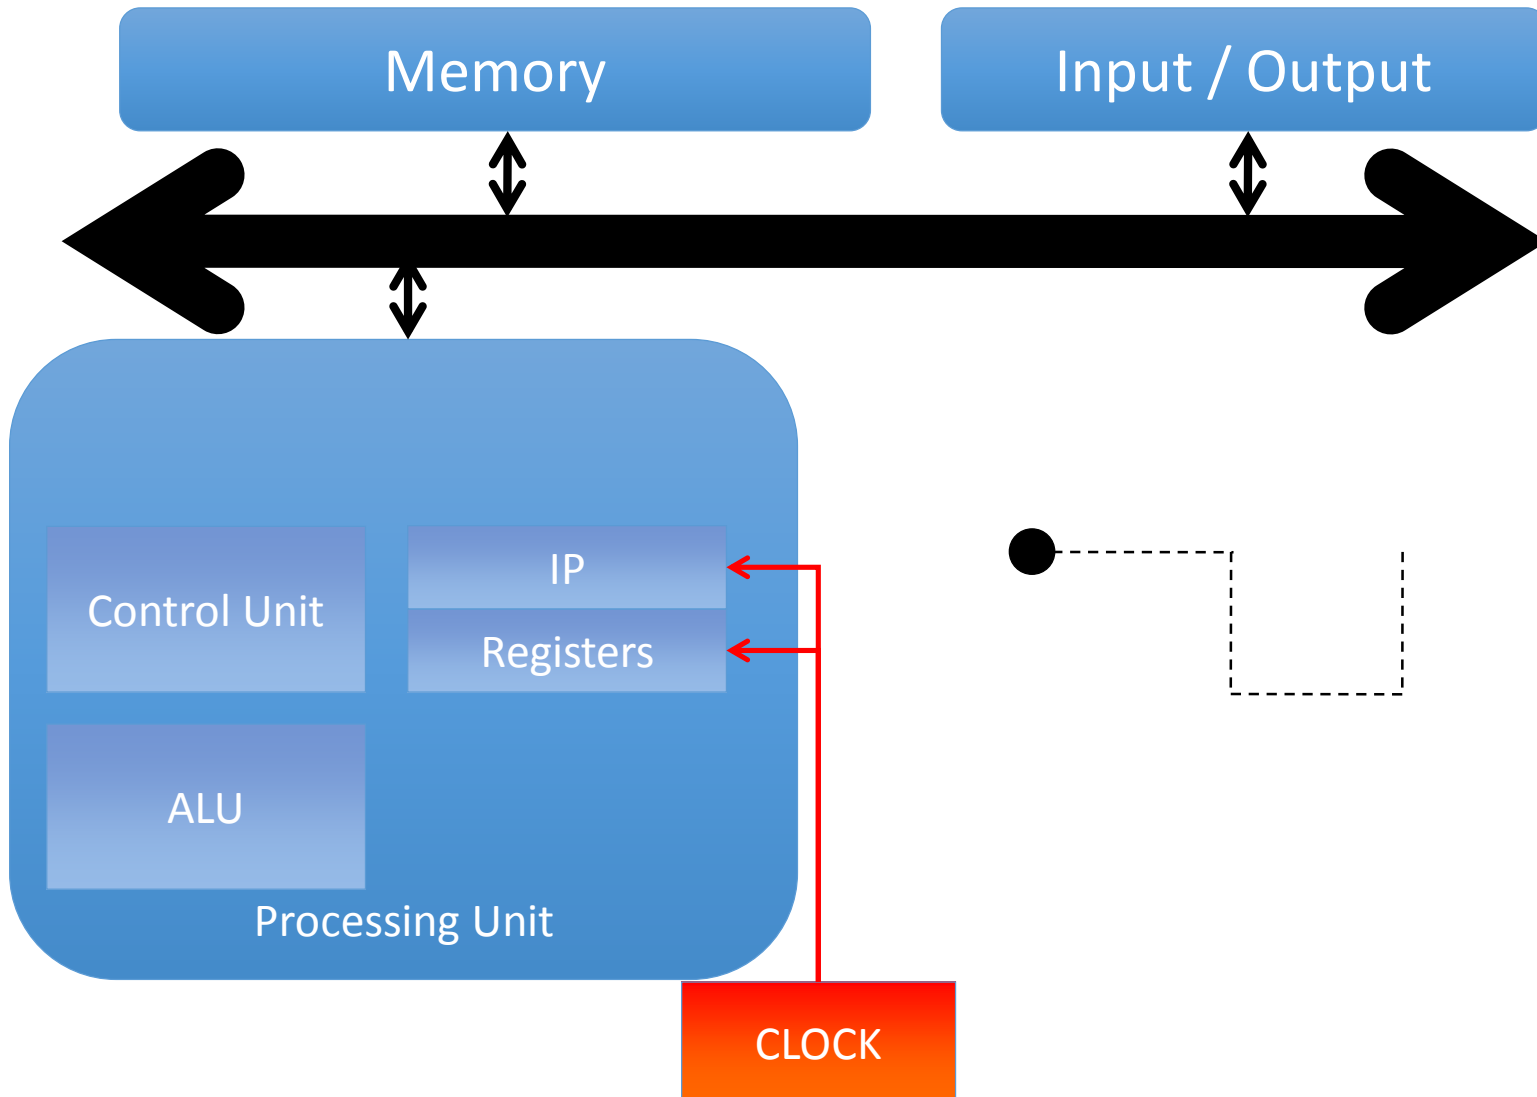 Memory
Input / Output
IP
Control Unit
Registers
ALU
Processing Unit
CLOCK